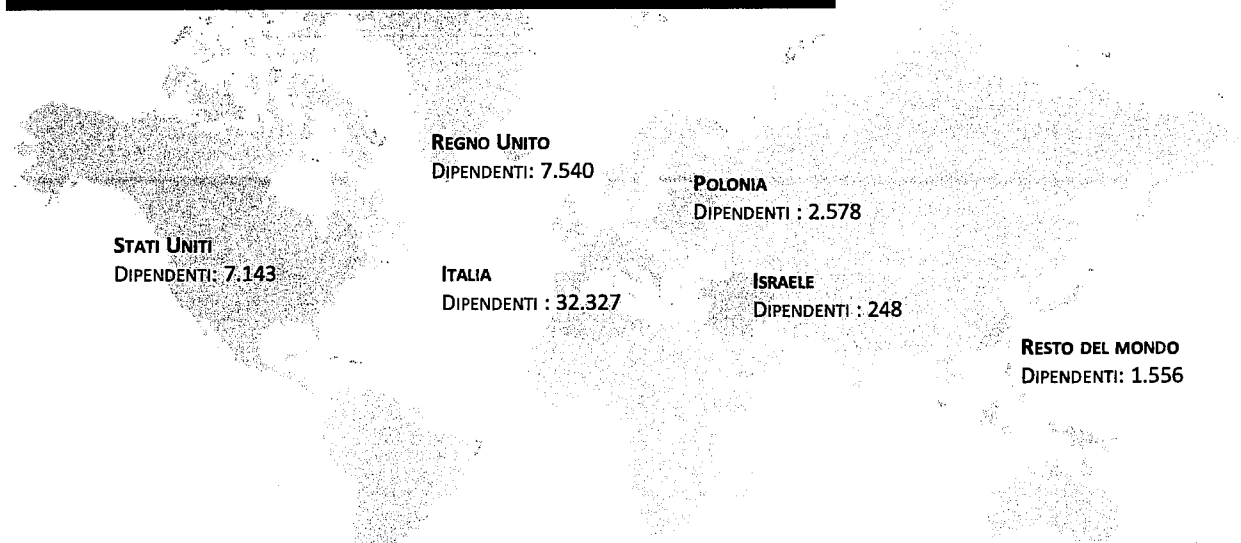 REGNO UNITO
DIPENDENTI: 7.540
POLONIA
DIPENDENTI : 2.578
STATI UNITI
DIPENDENTI: 7.143
ITALIA
DIPENDENTI : 32.327
ISRAELE
DIPENDENTI : 248
RESTO DEL MONDO
DIPENDENTI: 1.556